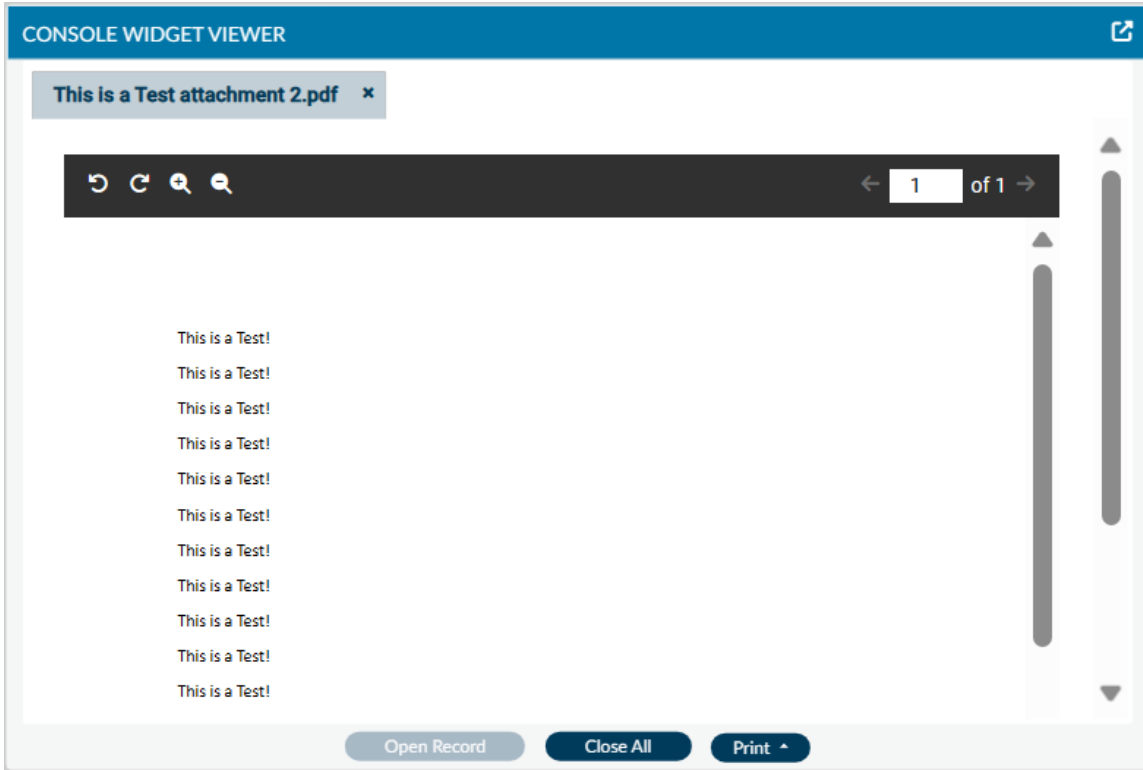 CONSOLE WIDGET VIEWER
This is a Test attachment 2.pdf ×
1 of 1
This is a Test!
This is a Test!
This is a Test!
This is a Test!
This is a Test!
This is a Test!
This is a Test!
This is a Test!
This is a Test!
This is a Test!
This is a Test!
Open Record Close All Print